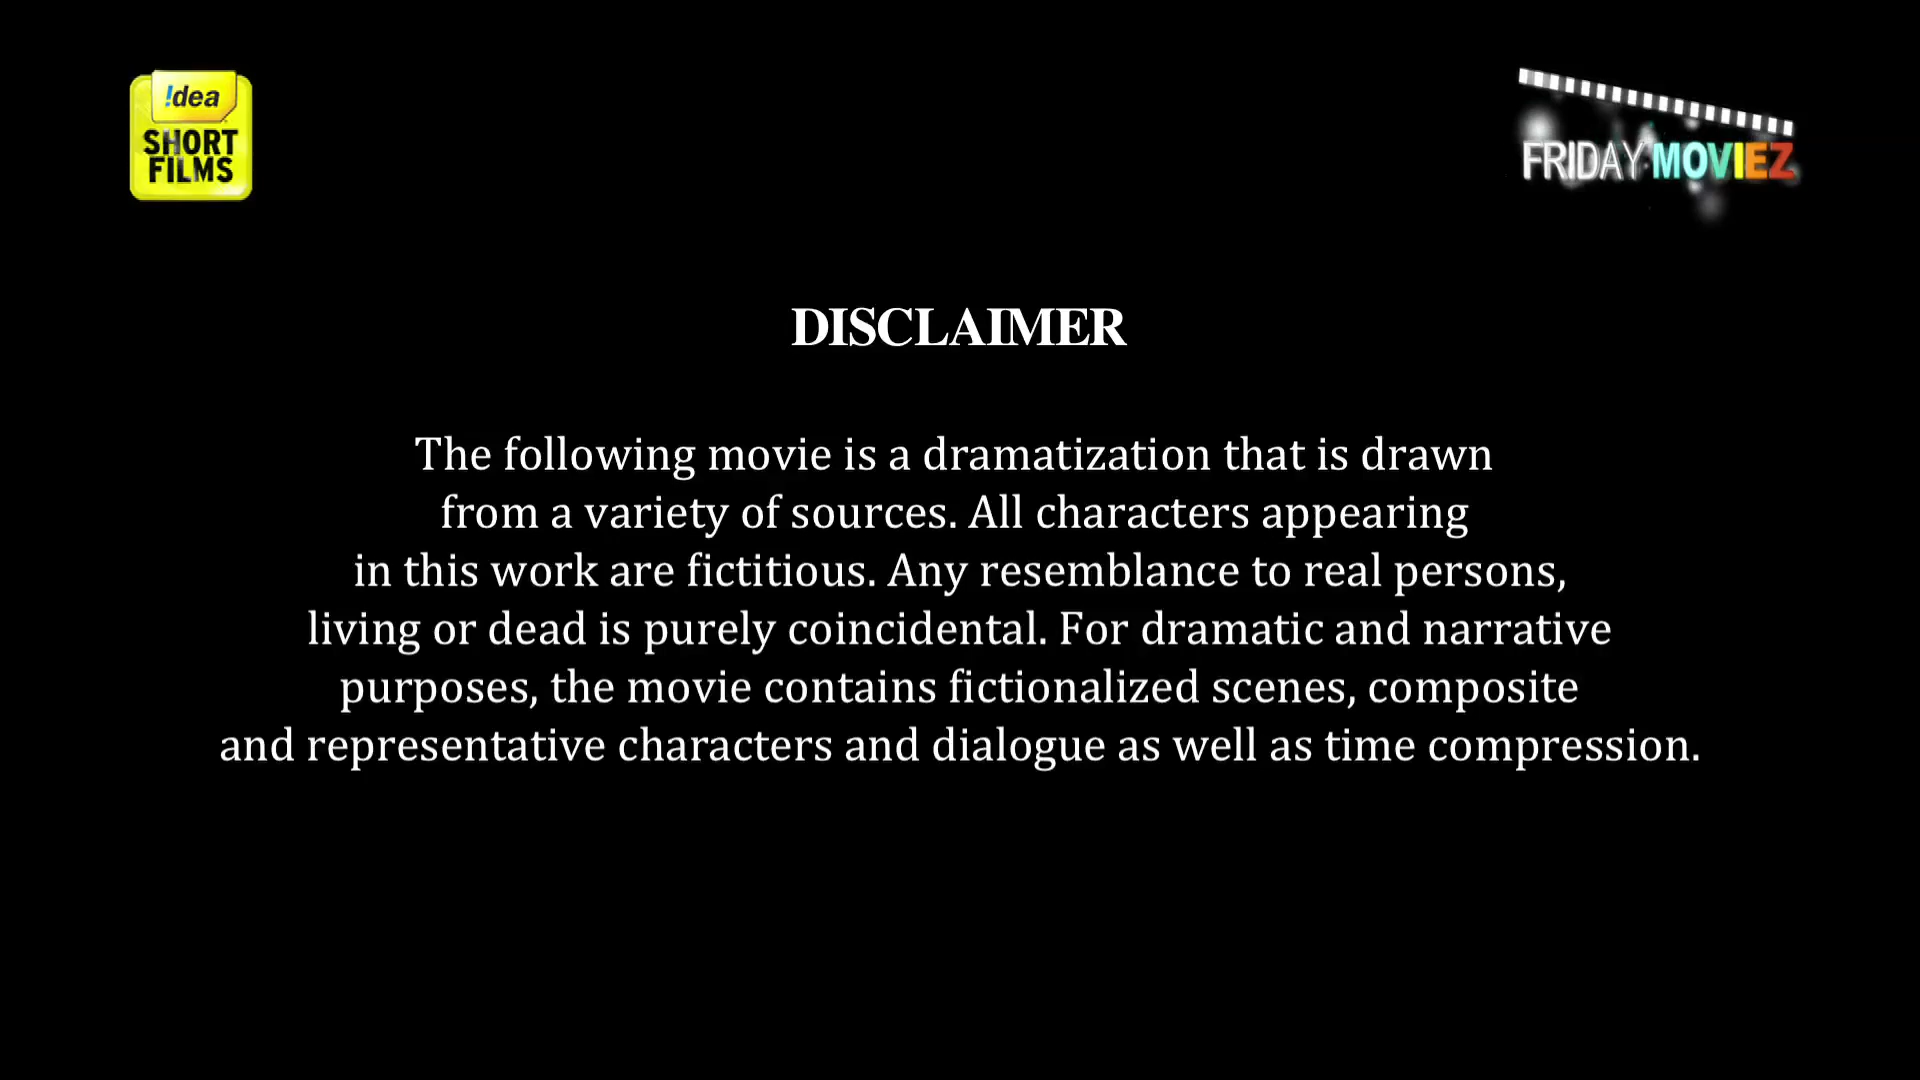 !dea
SHORT
FILMS
FRIDAY MOVIEZ
DISCLAIMER
The following movie is a dramatization that is drawn
from a variety of sources. All characters appearing
in this work are fictitious. Any resemblance to real persons,
living or dead is purely coincidental. For dramatic and narrative
purposes, the movie contains fictionalized scenes, composite
and representative characters and dialogue as well as time compression.